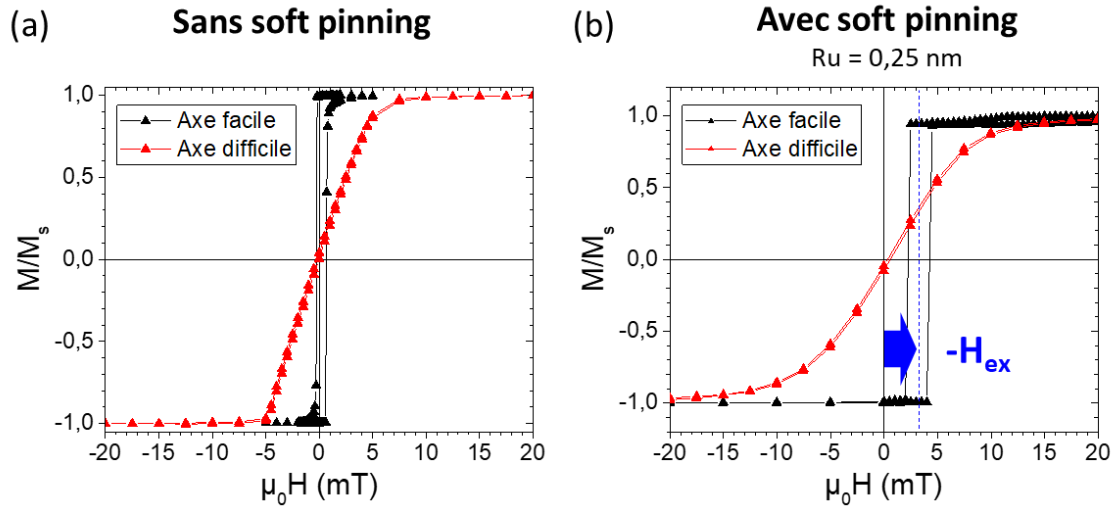 (a)
Sans soft pinning
1,0
0,5
0,0
-0,5
-1,0
M/Ms
Axe facile
Axe difficile
-20 -15 -10 -5 0 5 10 15 20
μ0H (mT)
(b)
Avec soft pinning
Ru = 0,25 nm
1,0
0,5
0,0
-0,5
-1,0
M/Ms
Axe facile
Axe difficile
-Hex
-20 -15 -10 -5 0 5 10 15 20
μ0H (mT)